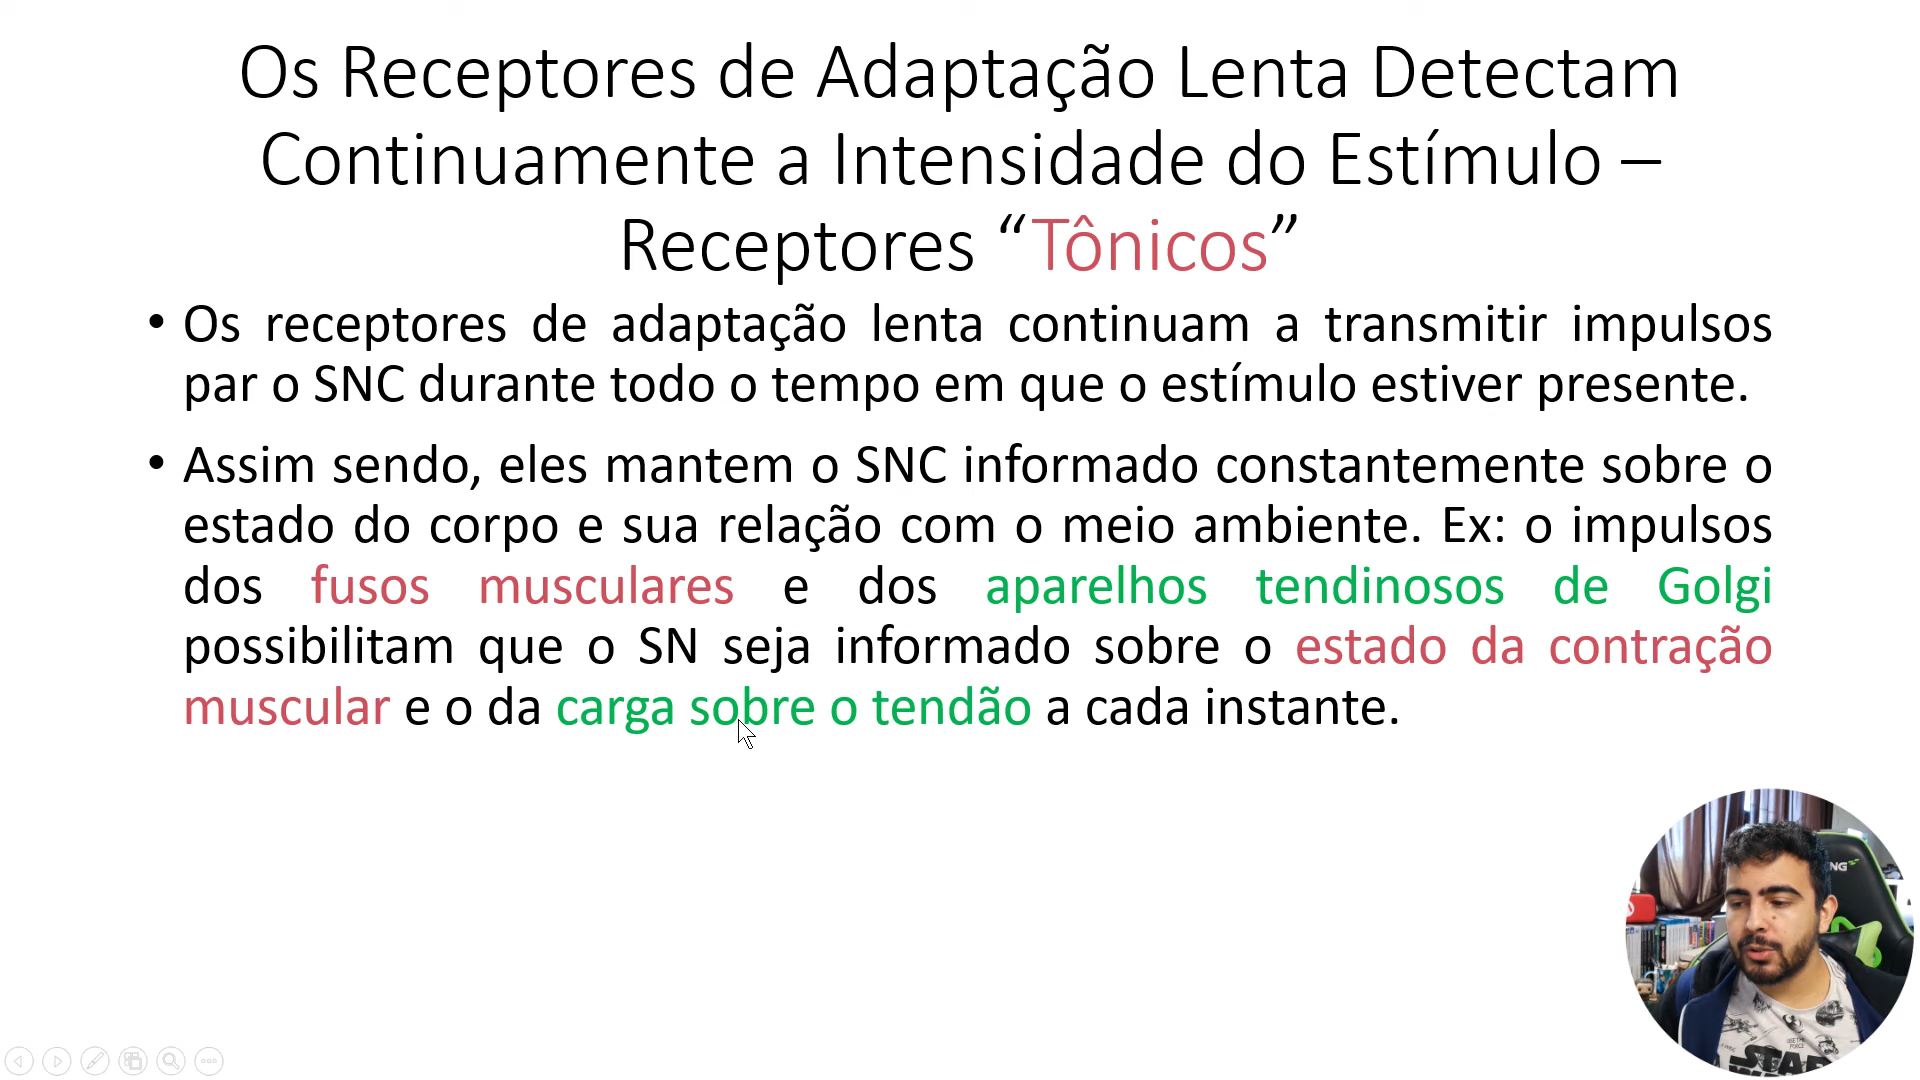 Os Receptores de Adaptação Lenta Detectam
Continuamente a Intensidade do Estímulo –
Receptores “Tônicos”
• Os receptores de adaptação lenta continuam a transmitir impulsos
par o SNC durante todo o tempo em que o estímulo estiver presente.
• Assim sendo, eles mantem o SNC informado constantemente sobre o
estado do corpo e sua relação com o meio ambiente. Ex: o impulsos
dos fusos musculares e dos aparelhos tendinosos de Golgi
possibilitam que o SN seja informado sobre o estado da contração
muscular e o da carga sobre o tendão a cada instante.
NG
STAR